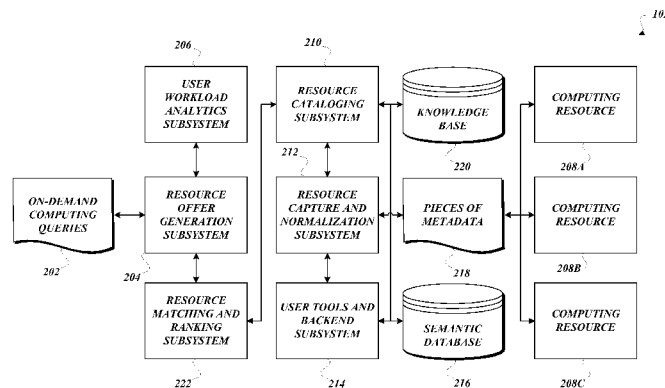 206
210
USER
WORKLOAD
ANALYTICS
SUBSYSTEM
RESOURCE
CATALOGING
SUBSYSTEM
KNOWLEDGE
BASE
COMPUTING
RESOURCE
212
220
208A
ON-DEMAND
COMPUTING
QUERIES
RESOURCE
OFFER
GENERATION
SUBSYSTEM
RESOURCE
CAPTURE AND
NORMALIZATION
SUBSYSTEM
PIECES OF
METADATA
COMPUTING
RESOURCE
202
204
218
208B
RESOURCE
MATCHING AND
RANKING
SUBSYSTEM
USER TOOLS AND
BACKEND
SUBSYSTEM
SEMANTIC
DATABASE
COMPUTING
RESOURCE
222
214
216
208C